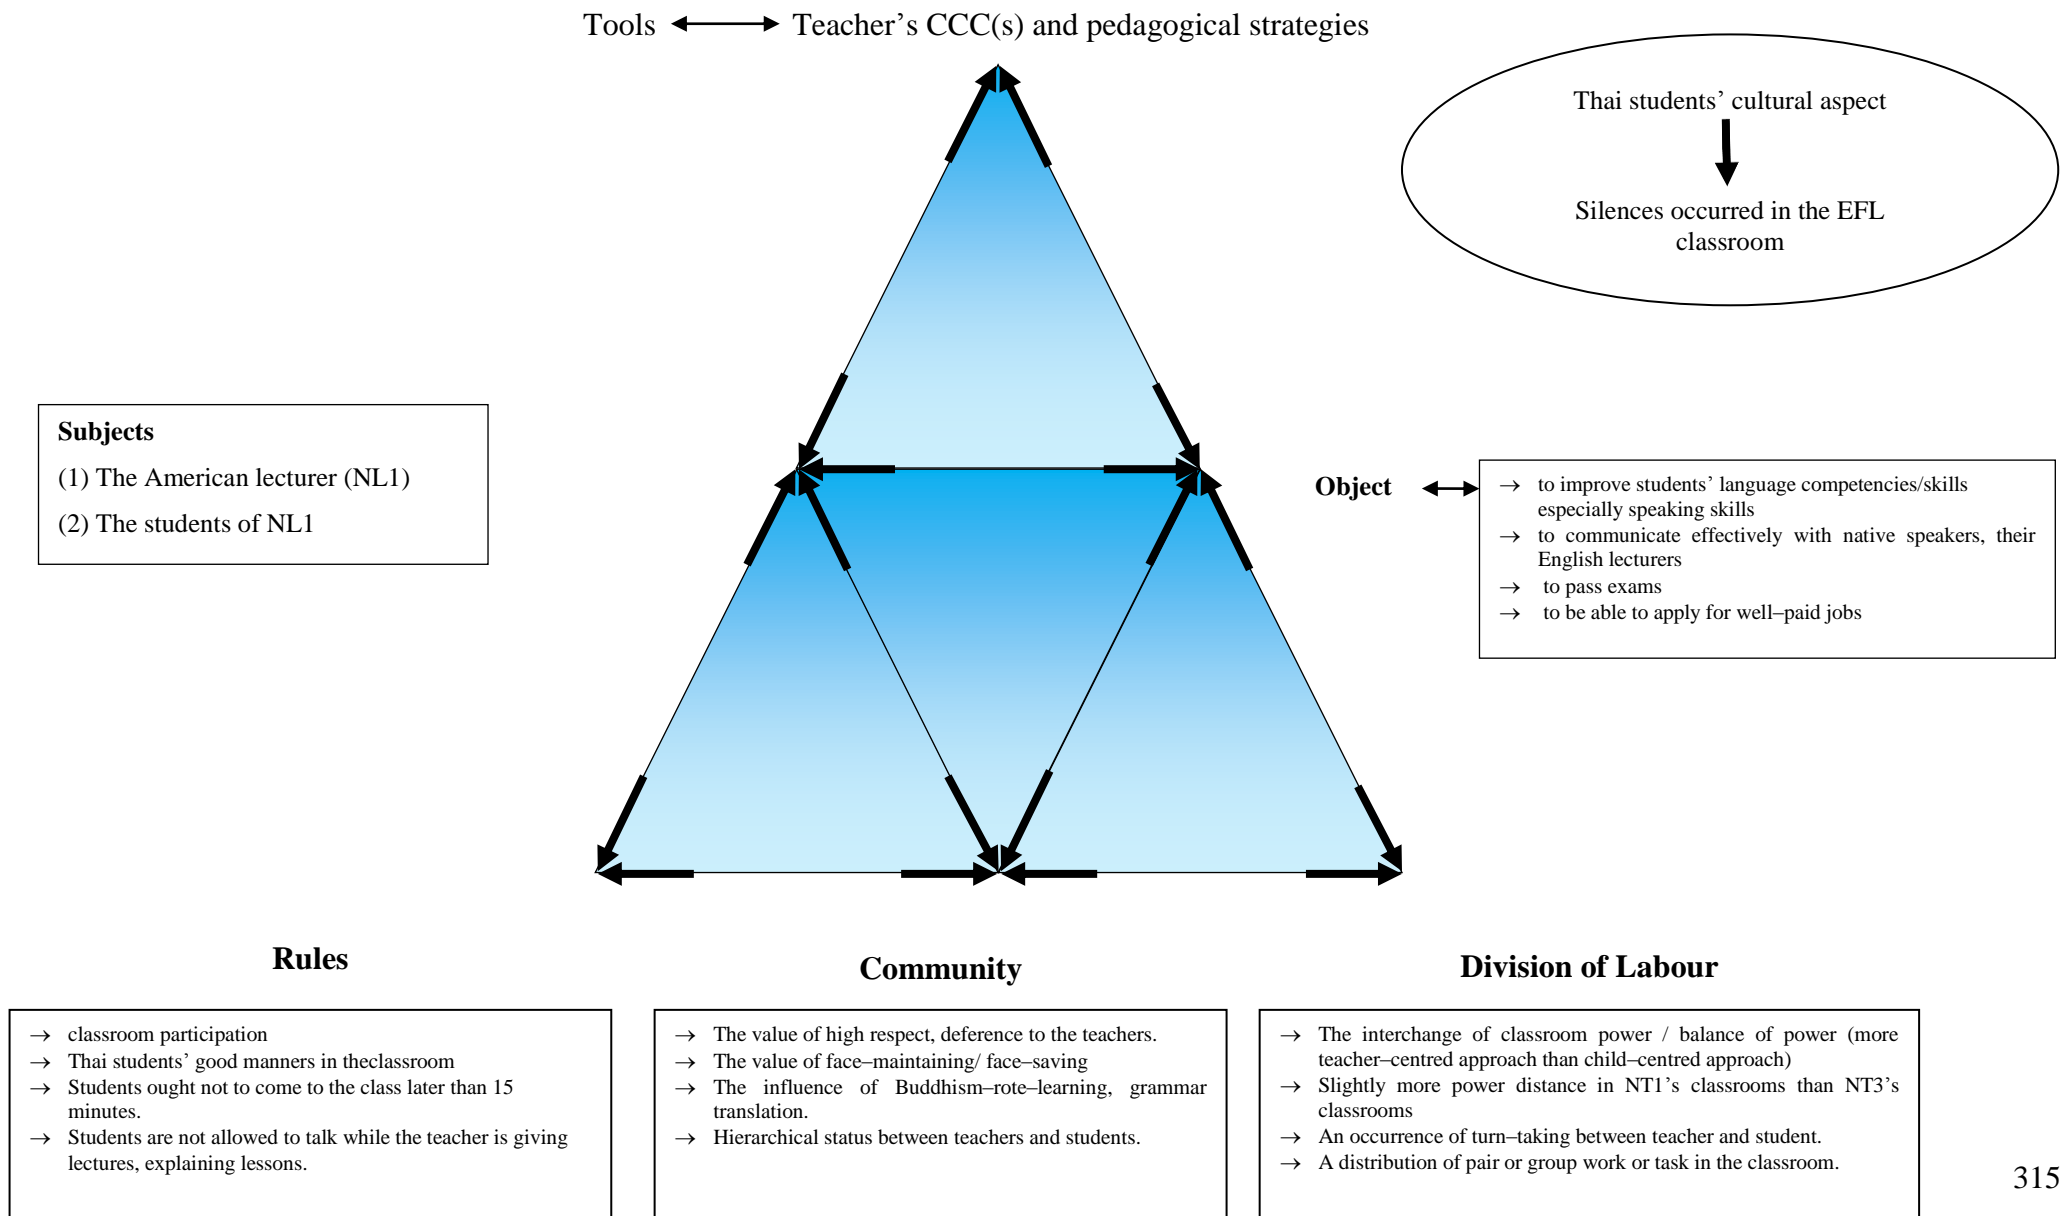 Tools Teacher’s CCC(s) and pedagogical strategies
Thai students’ cultural aspect
Silences occurred in the EFL
classroom
Subjects
(1) The American lecturer (NL1)
(2) The students of NL1
Object
→ to improve students’ language competencies/skills
especially speaking skills
→ to communicate effectively with native speakers, their
English lecturers
→ to pass exams
→ to be able to apply for well–paid jobs
Rules
→ classroom participation
→ Thai students’ good manners in theclassroom
→ Students ought not to come to the class later than 15
minutes.
→ Students are not allowed to talk while the teacher is giving
lectures, explaining lessons.
Community
→ The value of high respect, deference to the teachers.
→ The value of face–maintaining/ face–saving
→ The influence of Buddhism–rote–learning, grammar
translation.
→ Hierarchical status between teachers and students.
Division of Labour
→ The interchange of classroom power / balance of power (more
teacher–centred approach than child–centred approach)
→ Slightly more power distance in NT1’s classrooms than NT3’s
classrooms
→ An occurrence of turn–taking between teacher and student.
→ A distribution of pair or group work or task in the classroom.
315